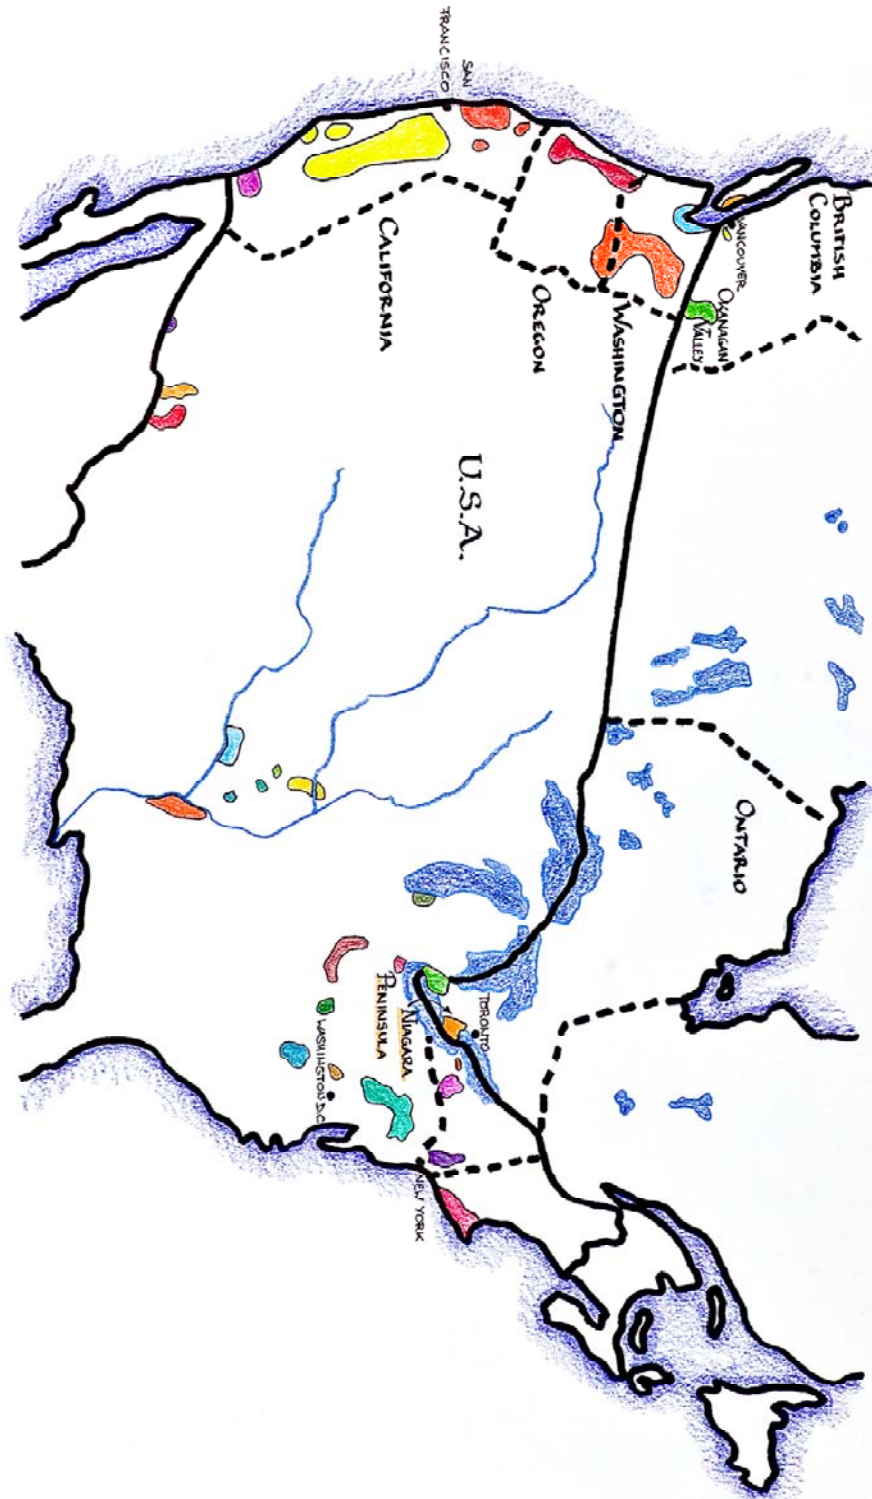 BRITISH
COLUMBIA
VANCOUVER
OKANAGAN
VALLEY
WASHINGTON
OREGON
SAN
FRANCISCO
CALIFORNIA
U.S.A.
ONTARIO
TORONTO
NIAGARA
PENINSULA
WASHINGTON D.C.
NEW YORK